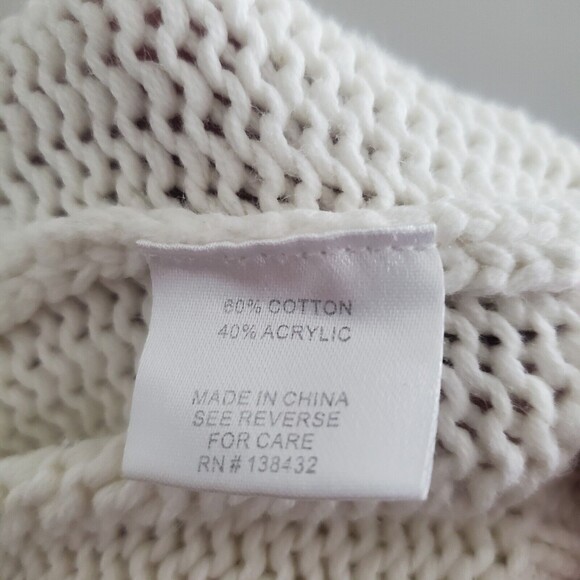 60% COTTON
40% ACRYLIC
MADE IN CHINA
SEE REVERSE
FOR CARE
RN# 138432